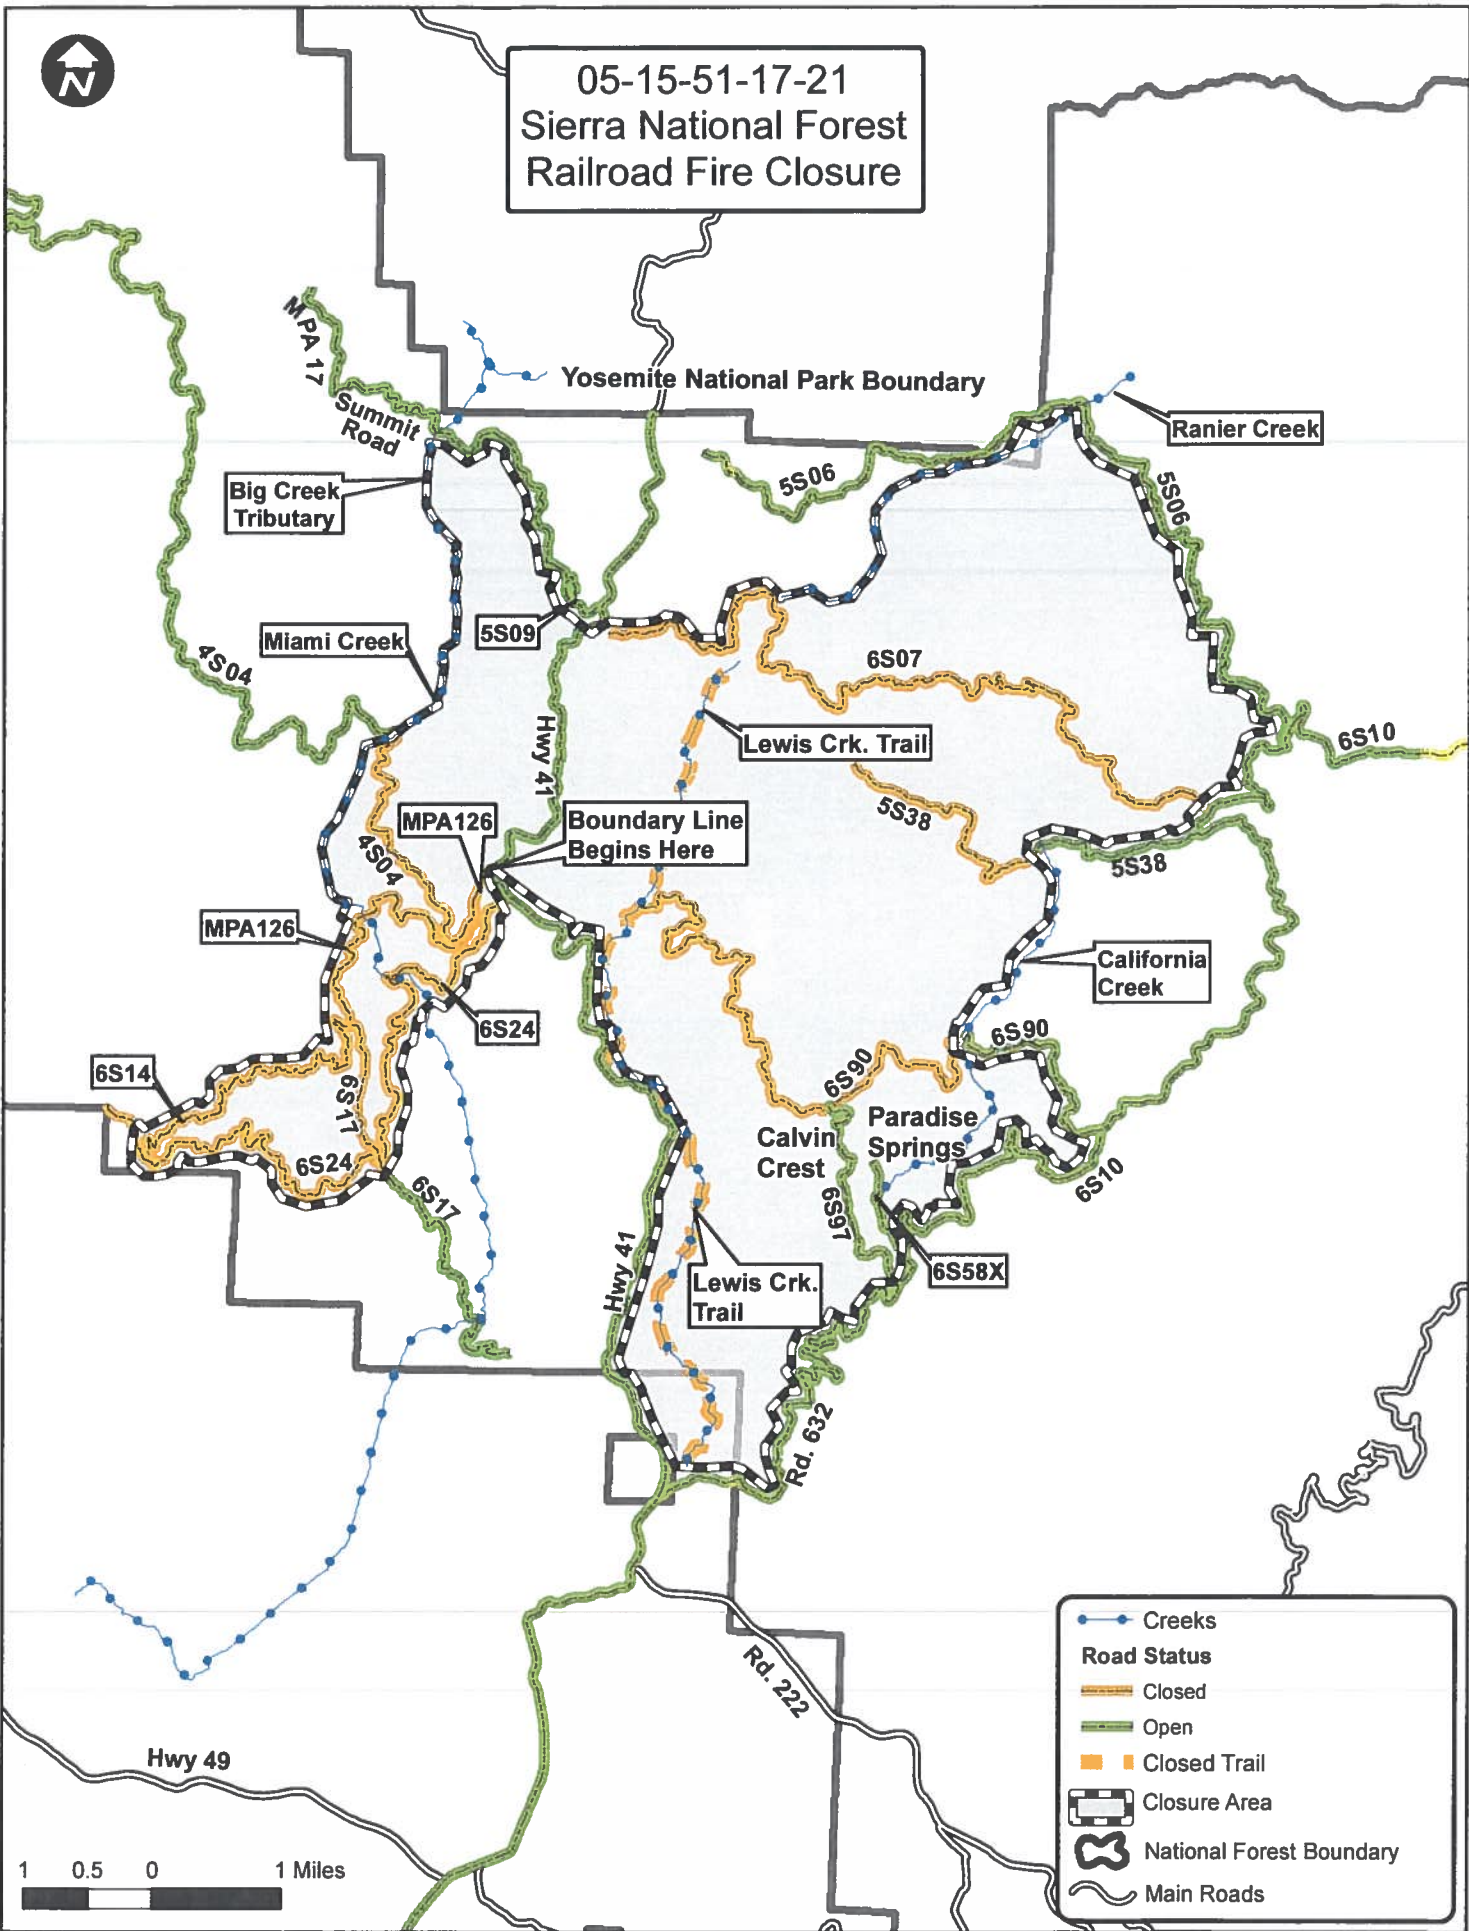 N
05-15-51-17-21
Sierra National Forest
Railroad Fire Closure
MPA 17
Summit
Road
Yosemite National Park Boundary
Ranier Creek
Big Creek
Tributary
5S06
5S06
5S09
Miami Creek
4S04
6S07
Hwy 41
Lewis Crk. Trail
6S10
MPA126
Boundary Line
Begins Here
5S38
4S04
5S38
MPA126
California
Creek
6S24
6S90
6S14
6S17
6S90
Paradise
Springs
Calvin
Crest
6S24
6S17
6S97
6S10
Hwy 41
6S58X
Lewis Crk.
Trail
Rd. 632
Rd. 222
Hwy 49
Creeks
Road Status
Closed
Open
Closed Trail
Closure Area
National Forest Boundary
Main Roads
1 0.5 0 1 Miles